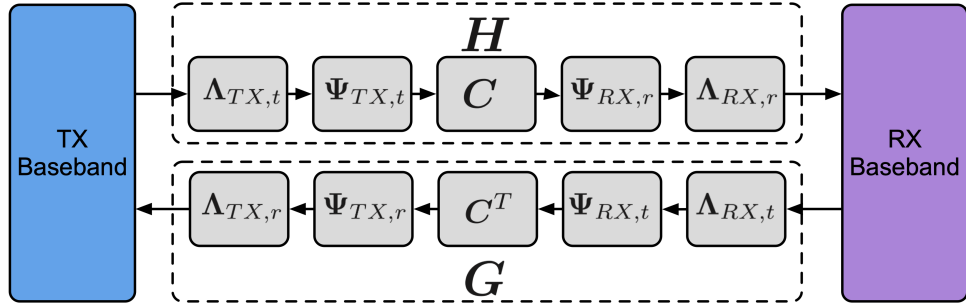 H
Λ_{TX,t} Ψ_{TX,t} C Ψ_{RX,r} Λ_{RX,r}
TX
Baseband
RX
Baseband
Λ_{TX,r} Ψ_{TX,r} C^T Ψ_{RX,t} Λ_{RX,t}
G